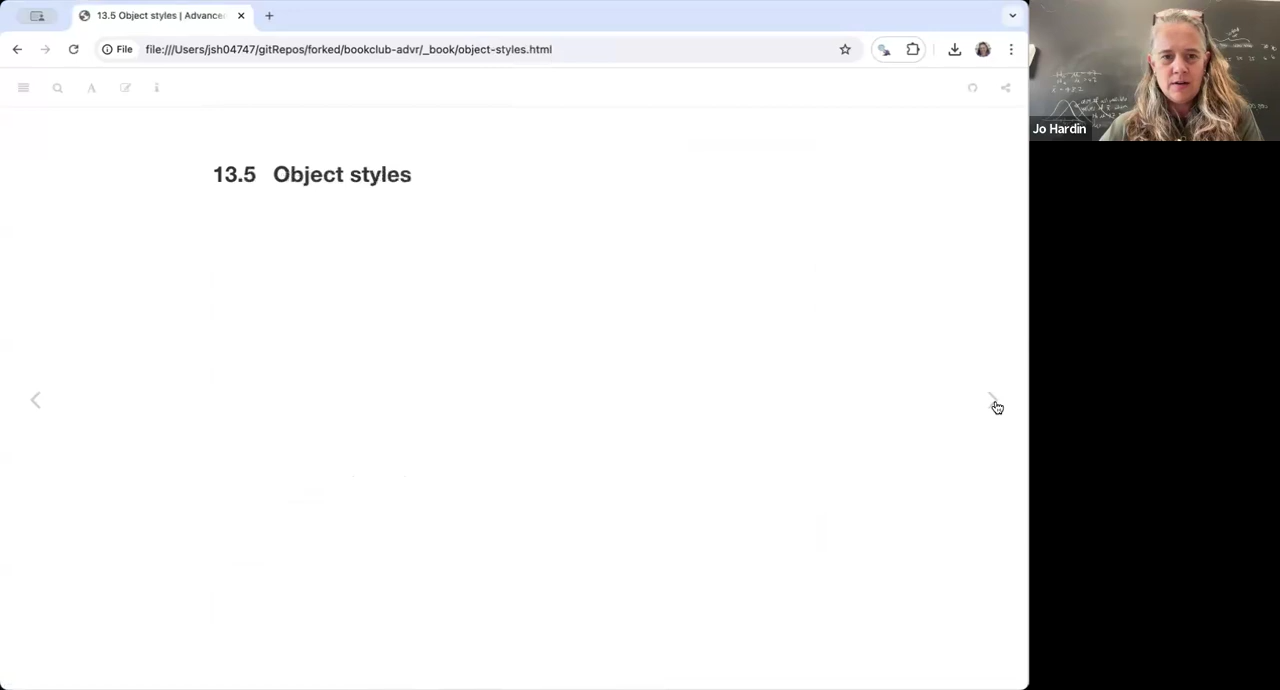 13.5 Object styles | Advance
File
file:///Users/jsh04747/gitRepos/forked/bookclub-advr/_book/object-styles.html
13.5 Object styles
Jo Hardin